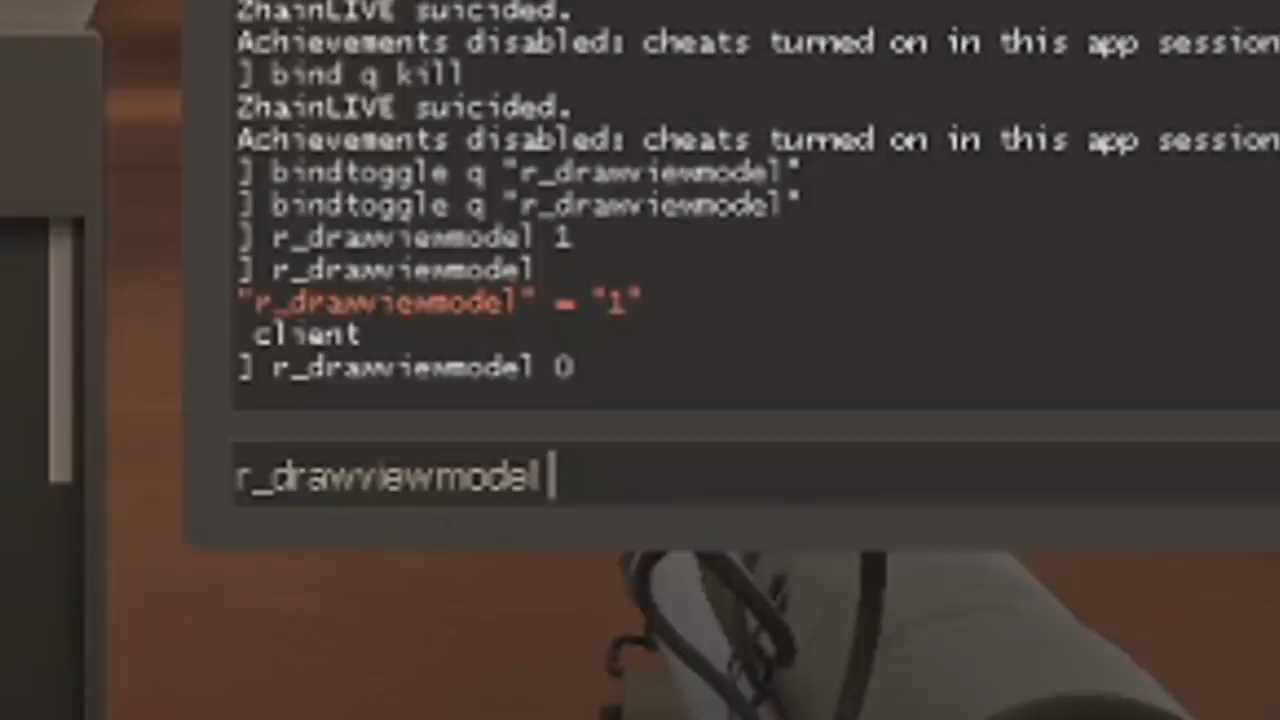 ZhainLIVE suicided.
Achievements disabled: cheats turned on in this app session
] bind q kill
ZhainLIVE suicided.
Achievements disabled: cheats turned on in this app session
] bindtoggle q "r_drawviewmodel"
] bindtoggle q "r_drawviewmodel"
] r_drawviewmodel 1
] r_drawviewmodel
"r_drawviewmodel" = "1"
client
] r_drawviewmodel 0
r_drawviewmodel